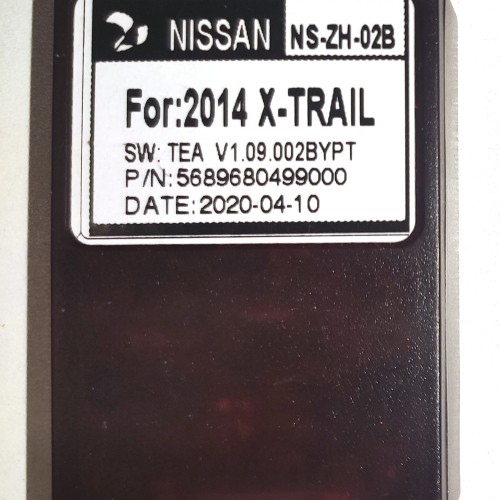 NISSAN NS-ZH-02B
For:2014 X-TRAIL
SW: TEA V1.09.002BYPT
P/N:5689680499000
DATE:2020-04-10